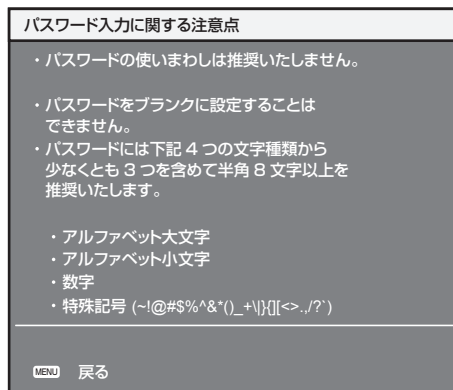 パスワード入力に関する注意点
・パスワードの使いまわしは推奨いたしません。
・パスワードをブランクに設定することは
できません。
・パスワードには下記 4 つの文字種類から
少なくとも 3 つを含めて半角 8 文字以上を
推奨いたします。
・アルファベット大文字
・アルファベット小文字
・数字
・特殊記号 (~!@#$%^&*()_+\|}{][<>.,/?`)
MENU 戻る